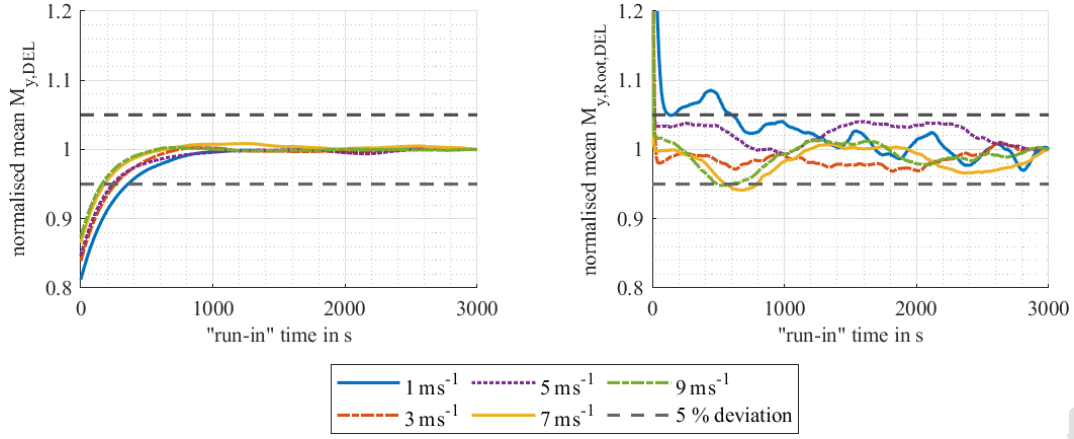 normalised mean M y,DEL
1.2
1.1
1
0.9
0.8
0
1000
2000
3000
"run-in" time in s
normalised mean M y,Root,DEL
1.2
1.1
1
0.9
0.8
0
1000
2000
3000
"run-in" time in s
1 ms⁻¹
5 ms⁻¹
9 ms⁻¹
3 ms⁻¹
7 ms⁻¹
5 % deviation